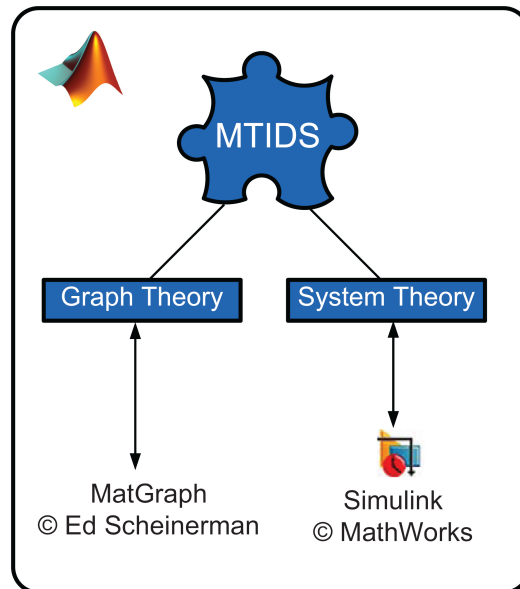 MTIDS
Graph Theory
System Theory
MatGraph
© Ed Scheinerman
Simulink
© MathWorks